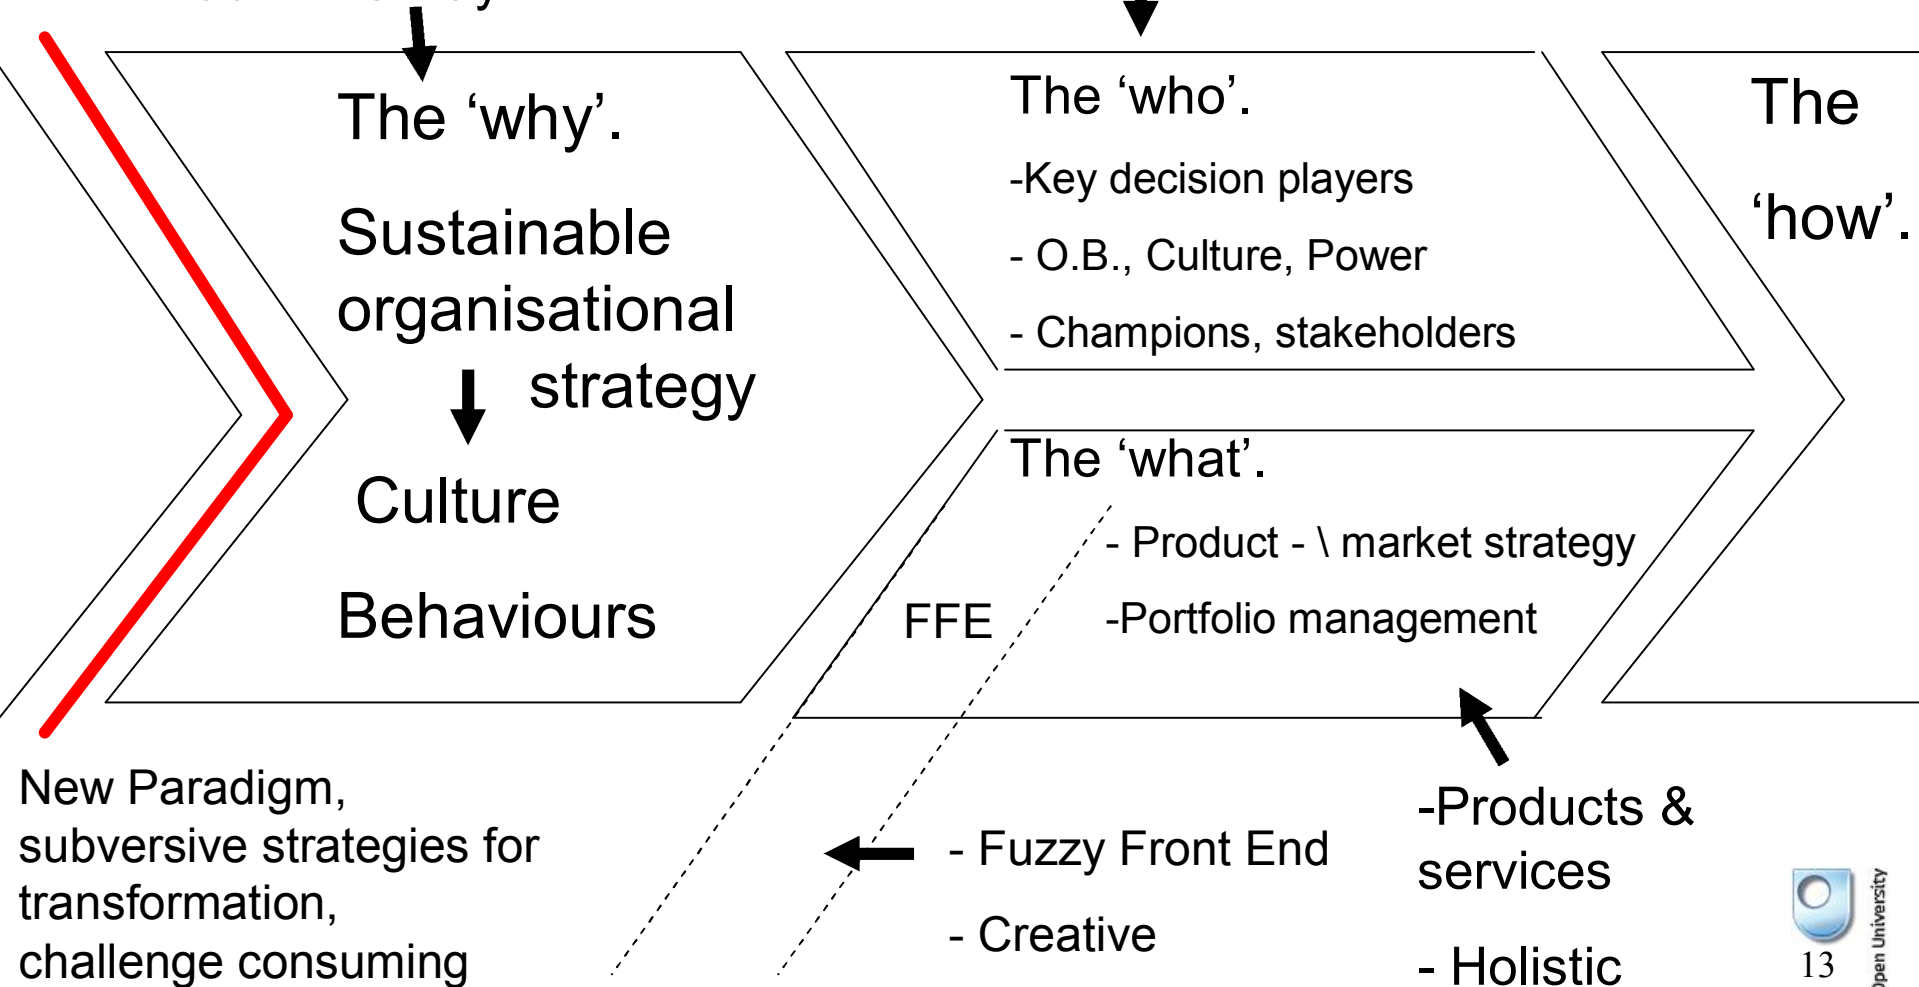 The ‘why’.
Sustainable
organisational
strategy
Culture
Behaviours
The ‘who’.
-Key decision players
- O.B., Culture, Power
- Champions, stakeholders
The ‘what’.
- Product - \ market strategy
-Portfolio management
FFE
The
‘how’.
New Paradigm,
subversive strategies for
transformation,
challenge consuming
- Fuzzy Front End
- Creative
-Products &
services
- Holistic
13
Open University